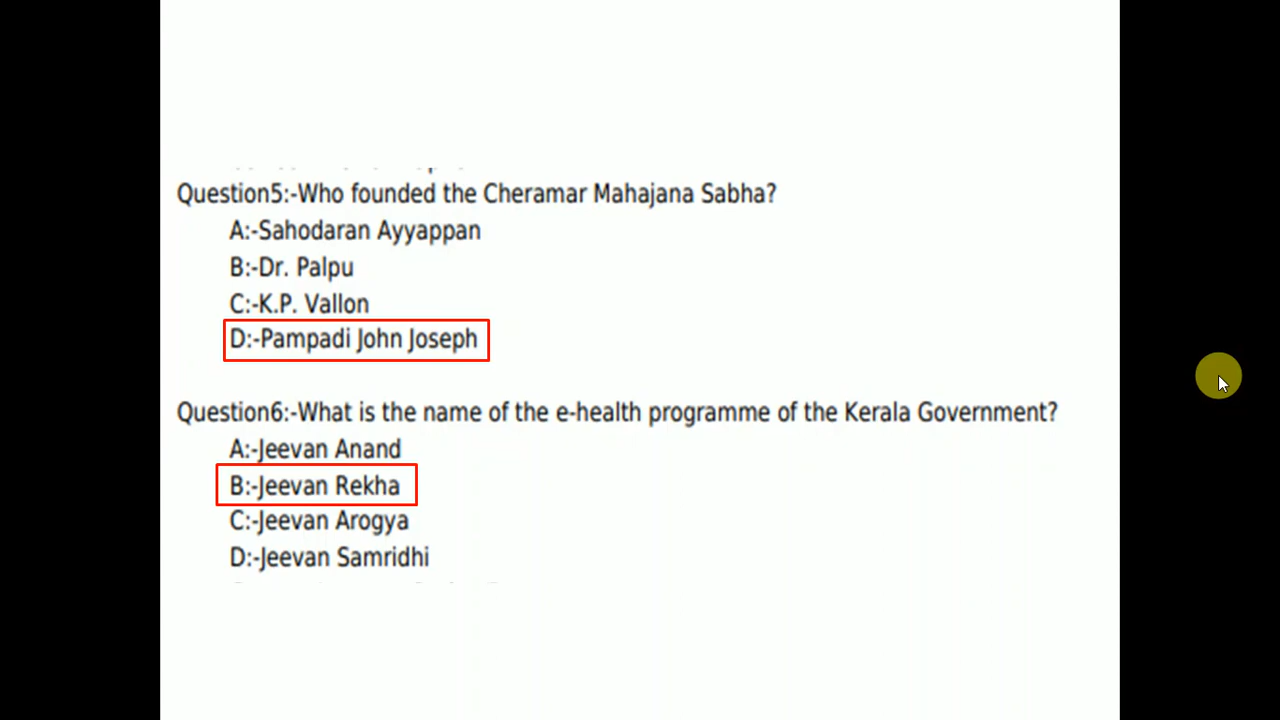 Question5:-Who founded the Cheramar Mahajana Sabha?
A:-Sahodaran Ayyappan
B:-Dr. Palpu
C:-K.P. Vallon
D:-Pampadi John Joseph
Question6:-What is the name of the e-health programme of the Kerala Government?
A:-Jeevan Anand
B:-Jeevan Rekha
C:-Jeevan Arogya
D:-Jeevan Samridhi